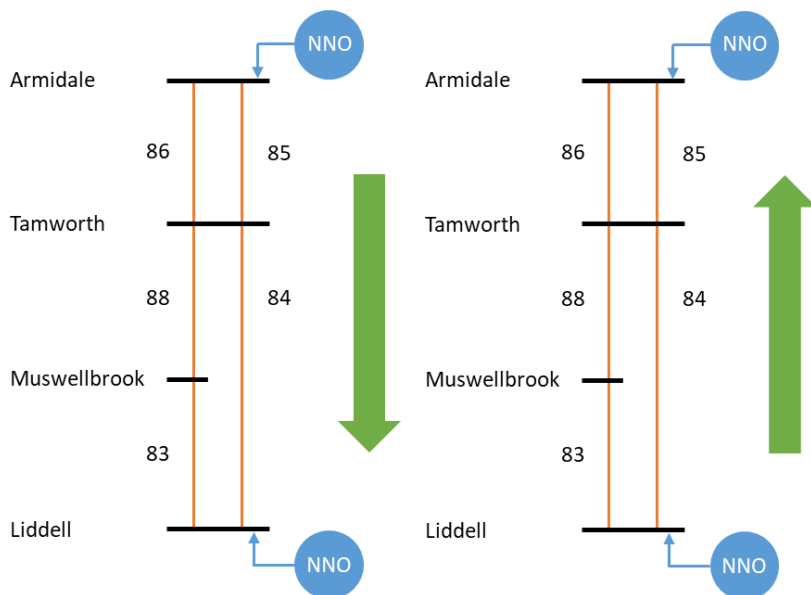 NNO
Armidale
86
85
Tamworth
88
84
Muswellbrook
83
Liddell
NNO
NNO
Armidale
86
85
Tamworth
88
84
Muswellbrook
83
Liddell
NNO